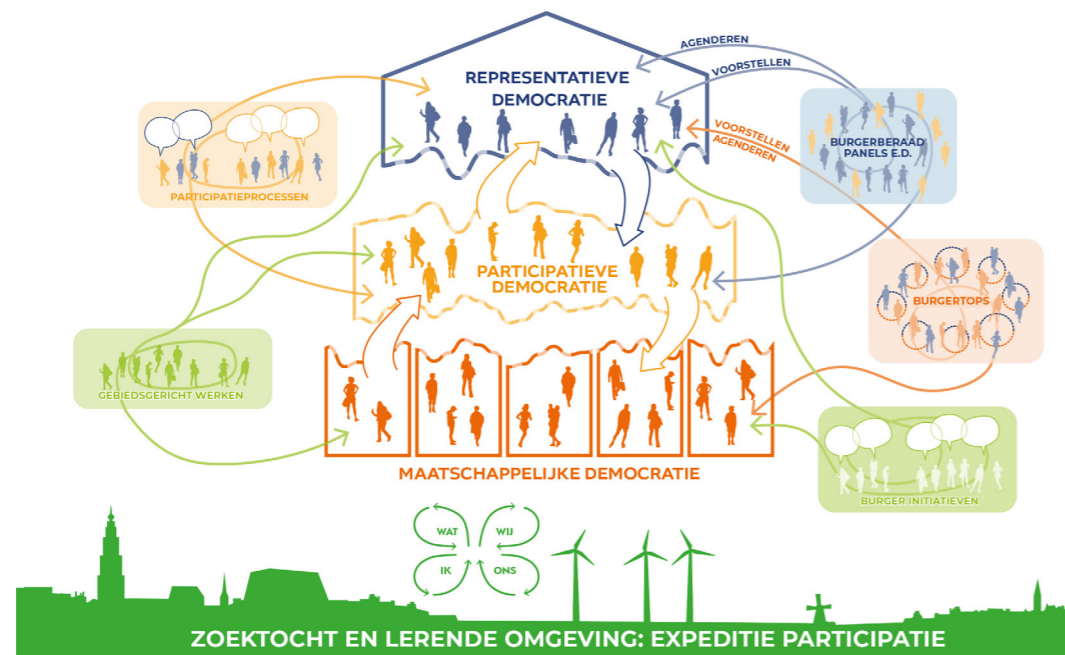 AGENDEREN
VOORSTELLEN
REPRESENTATIEVE
DEMOCRATIE
VOORSTELLEN
AGENDEREN
BURGERBERAAD
PANELS E.D.
PARTICIPATIEPROCESSEN
PARTICIPATIEVE
DEMOCRATIE
BURGERTOPS
GEBIEDSGERICHT WERKEN
MAATSCHAPPELIJKE DEMOCRATIE
BURGER INITIATIEVEN
WAT
WIJ
IK
ONS
ZOEKTOCHT EN LERENDE OMGEVING: EXPEDITIE PARTICIPATIE